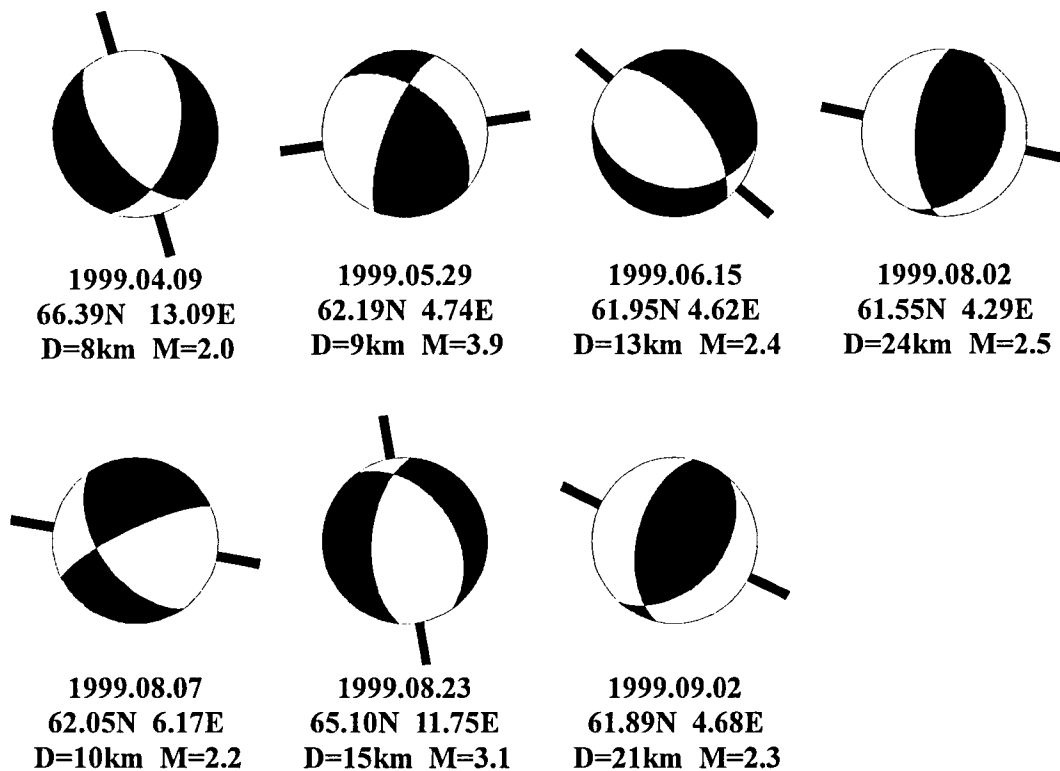 1999.04.09
66.39N 13.09E
D=8km M=2.0
1999.05.29
62.19N 4.74E
D=9km M=3.9
1999.06.15
61.95N 4.62E
D=13km M=2.4
1999.08.02
61.55N 4.29E
D=24km M=2.5
1999.08.07
62.05N 6.17E
D=10km M=2.2
1999.08.23
65.10N 11.75E
D=15km M=3.1
1999.09.02
61.89N 4.68E
D=21km M=2.3